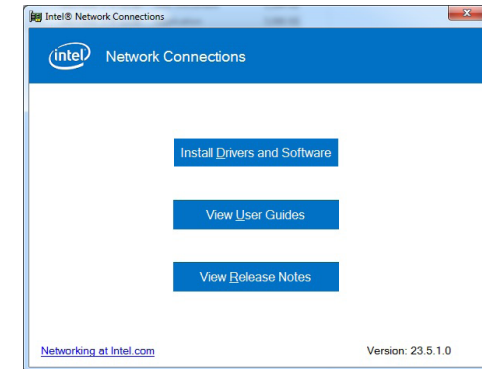 Intel® Network Connections
intel Network Connections
Install Drivers and Software
View User Guides
View Release Notes
Networking at Intel.com Version: 23.5.1.0